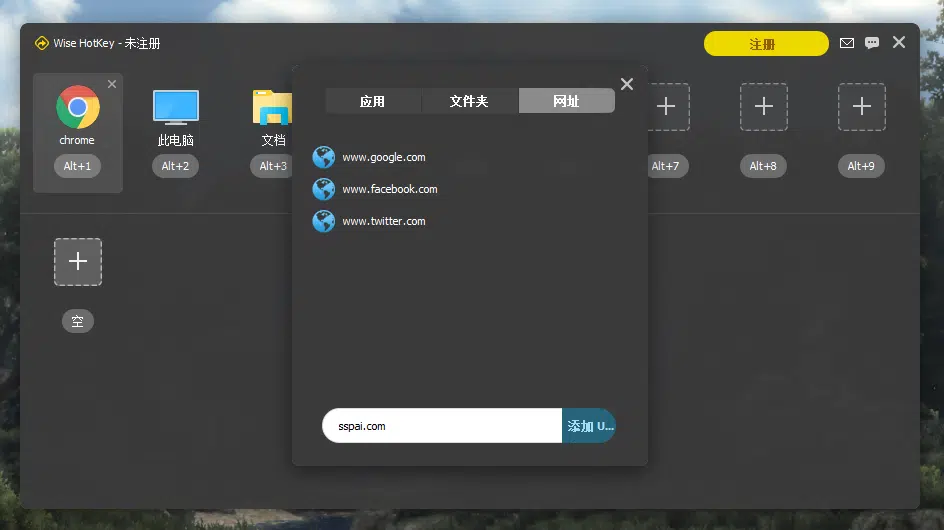 Wise HotKey - 未注册
注册
应用
文件夹
网址
chrome
此电脑
文档
Alt+1
Alt+2
Alt+3
Alt+7
Alt+8
Alt+9
www.google.com
www.facebook.com
www.twitter.com
空
sspai.com
添加 U...